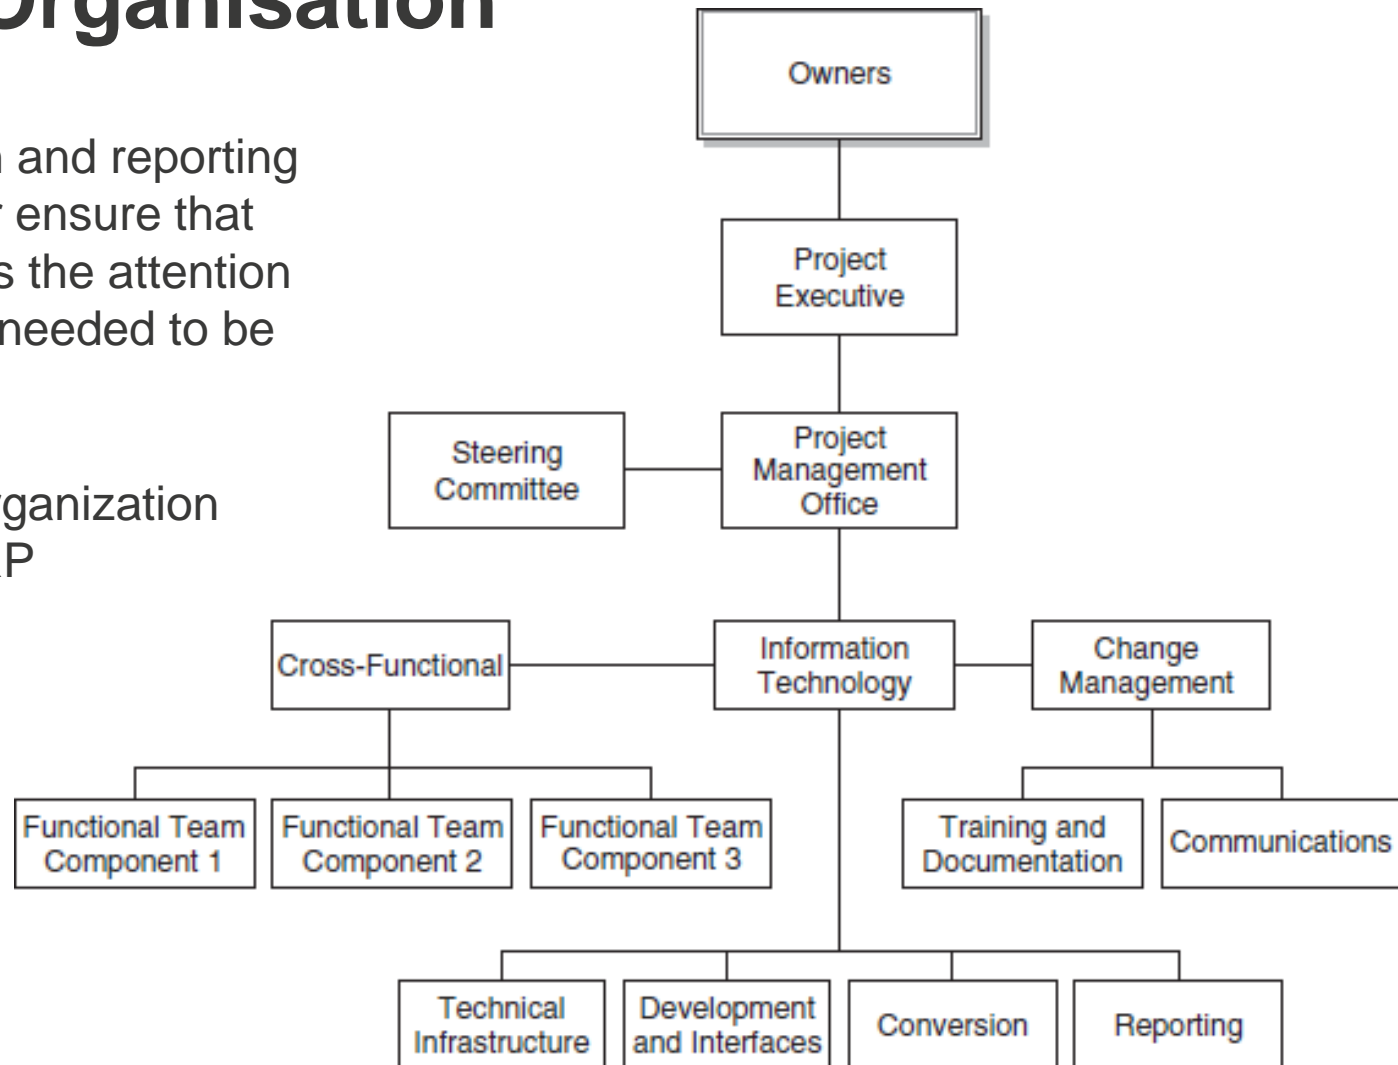 Organisation
n and reporting
r ensure that
s the attention
needed to be
rganization
P
Owners
Project
Executive
Steering
Committee
Project
Management
Office
Cross-Functional
Information
Technology
Change
Management
Functional Team
Component 1
Functional Team
Component 2
Functional Team
Component 3
Training and
Documentation
Communications
Technical
Infrastructure
Development
and Interfaces
Conversion
Reporting